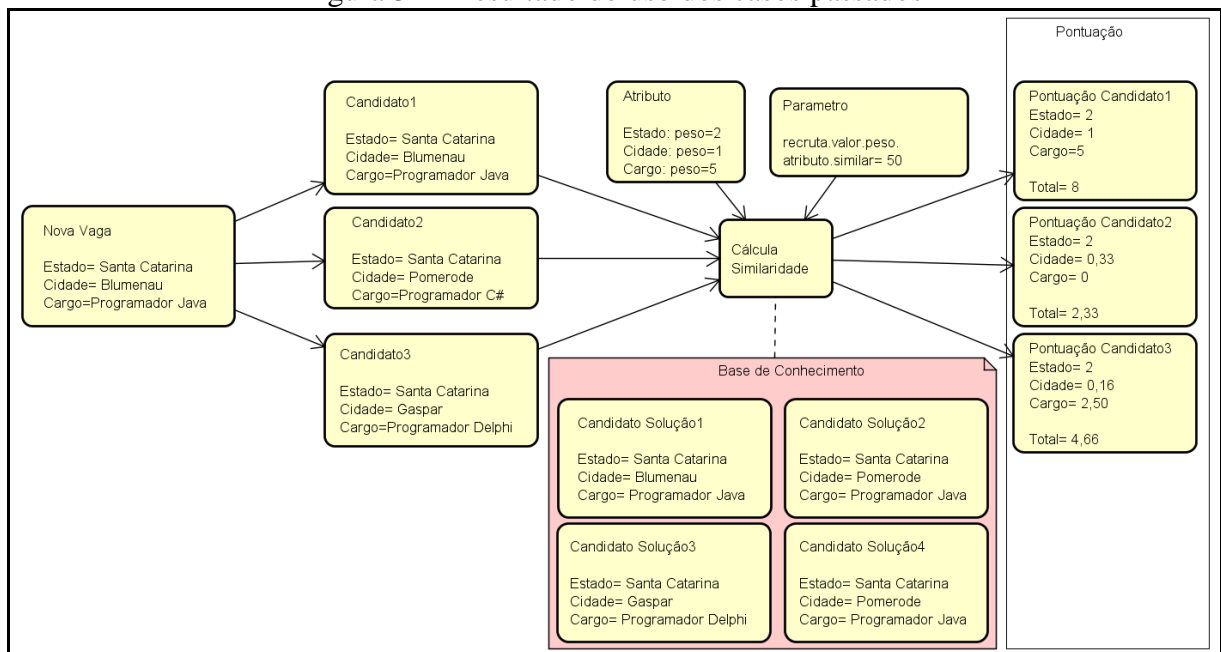 Nova Vaga
Estado= Santa Catarina
Cidade= Blumenau
Cargo=Programador Java
Candidato1
Estado= Santa Catarina
Cidade= Blumenau
Cargo=Programador Java
Candidato2
Estado= Santa Catarina
Cidade= Pomerode
Cargo=Programador C#
Candidato3
Estado= Santa Catarina
Cidade= Gaspar
Cargo=Programador Delphi
Atributo
Estado: peso=2
Cidade: peso=1
Cargo: peso=5
Parametro
recruta.valor.peso.
atributo.similar= 50
Cálcula
Similaridade
Base de Conhecimento
Candidato Solução1
Estado= Santa Catarina
Cidade= Blumenau
Cargo= Programador Java
Candidato Solução2
Estado= Santa Catarina
Cidade= Pomerode
Cargo= Programador Java
Candidato Solução3
Estado= Santa Catarina
Cidade= Gaspar
Cargo= Programador Delphi
Candidato Solução4
Estado= Santa Catarina
Cidade= Pomerode
Cargo= Programador Java
Pontuação
Pontuação Candidato1
Estado= 2
Cidade= 1
Cargo=5
Total= 8
Pontuação Candidato2
Estado= 2
Cidade= 0,33
Cargo= 0
Total= 2,33
Pontuação Candidato3
Estado= 2
Cidade= 0,16
Cargo= 2,50
Total= 4,66